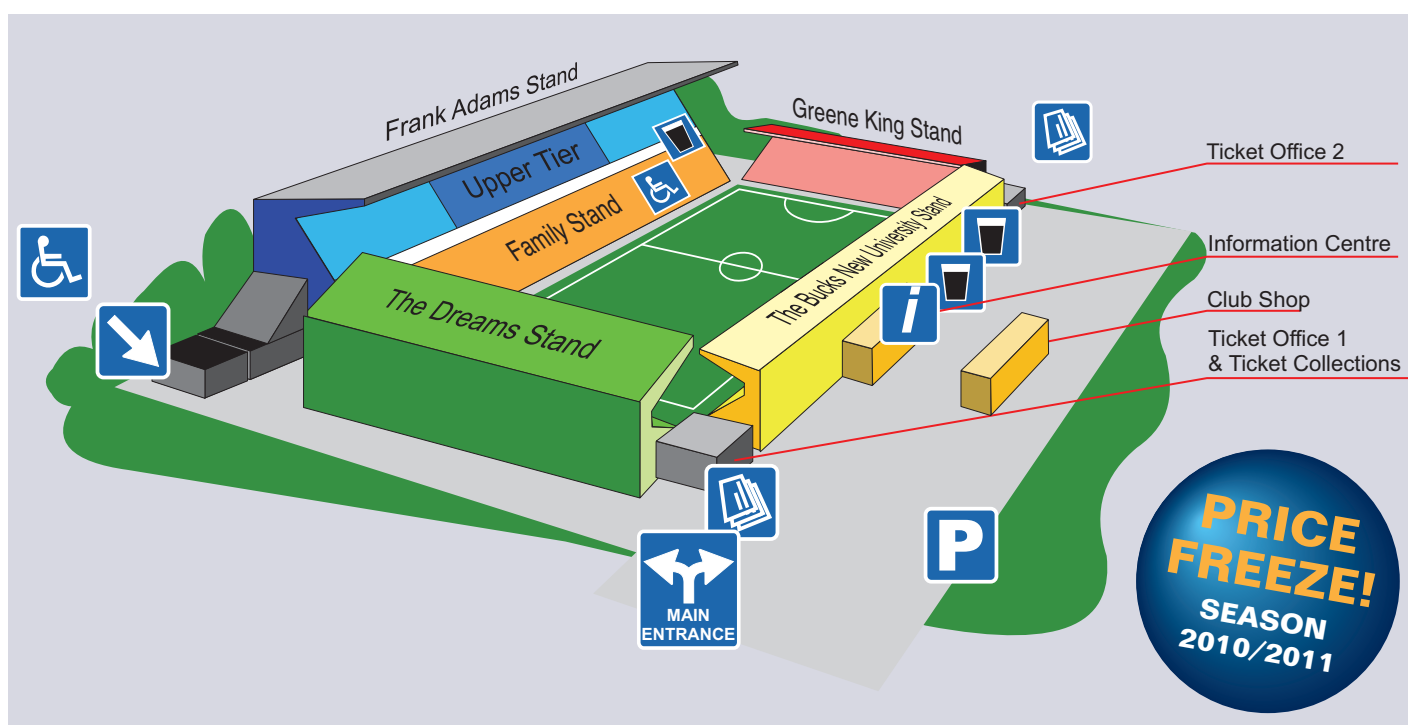 Frank Adams Stand
Greene King Stand
Upper Tier
Family Stand
The Dreams Stand
The Bucks New University Stand
i
Ticket Office 2
Information Centre
Club Shop
Ticket Office 1
& Ticket Collections
P
MAIN
ENTRANCE
PRICE
FREEZE!
SEASON
2010/2011